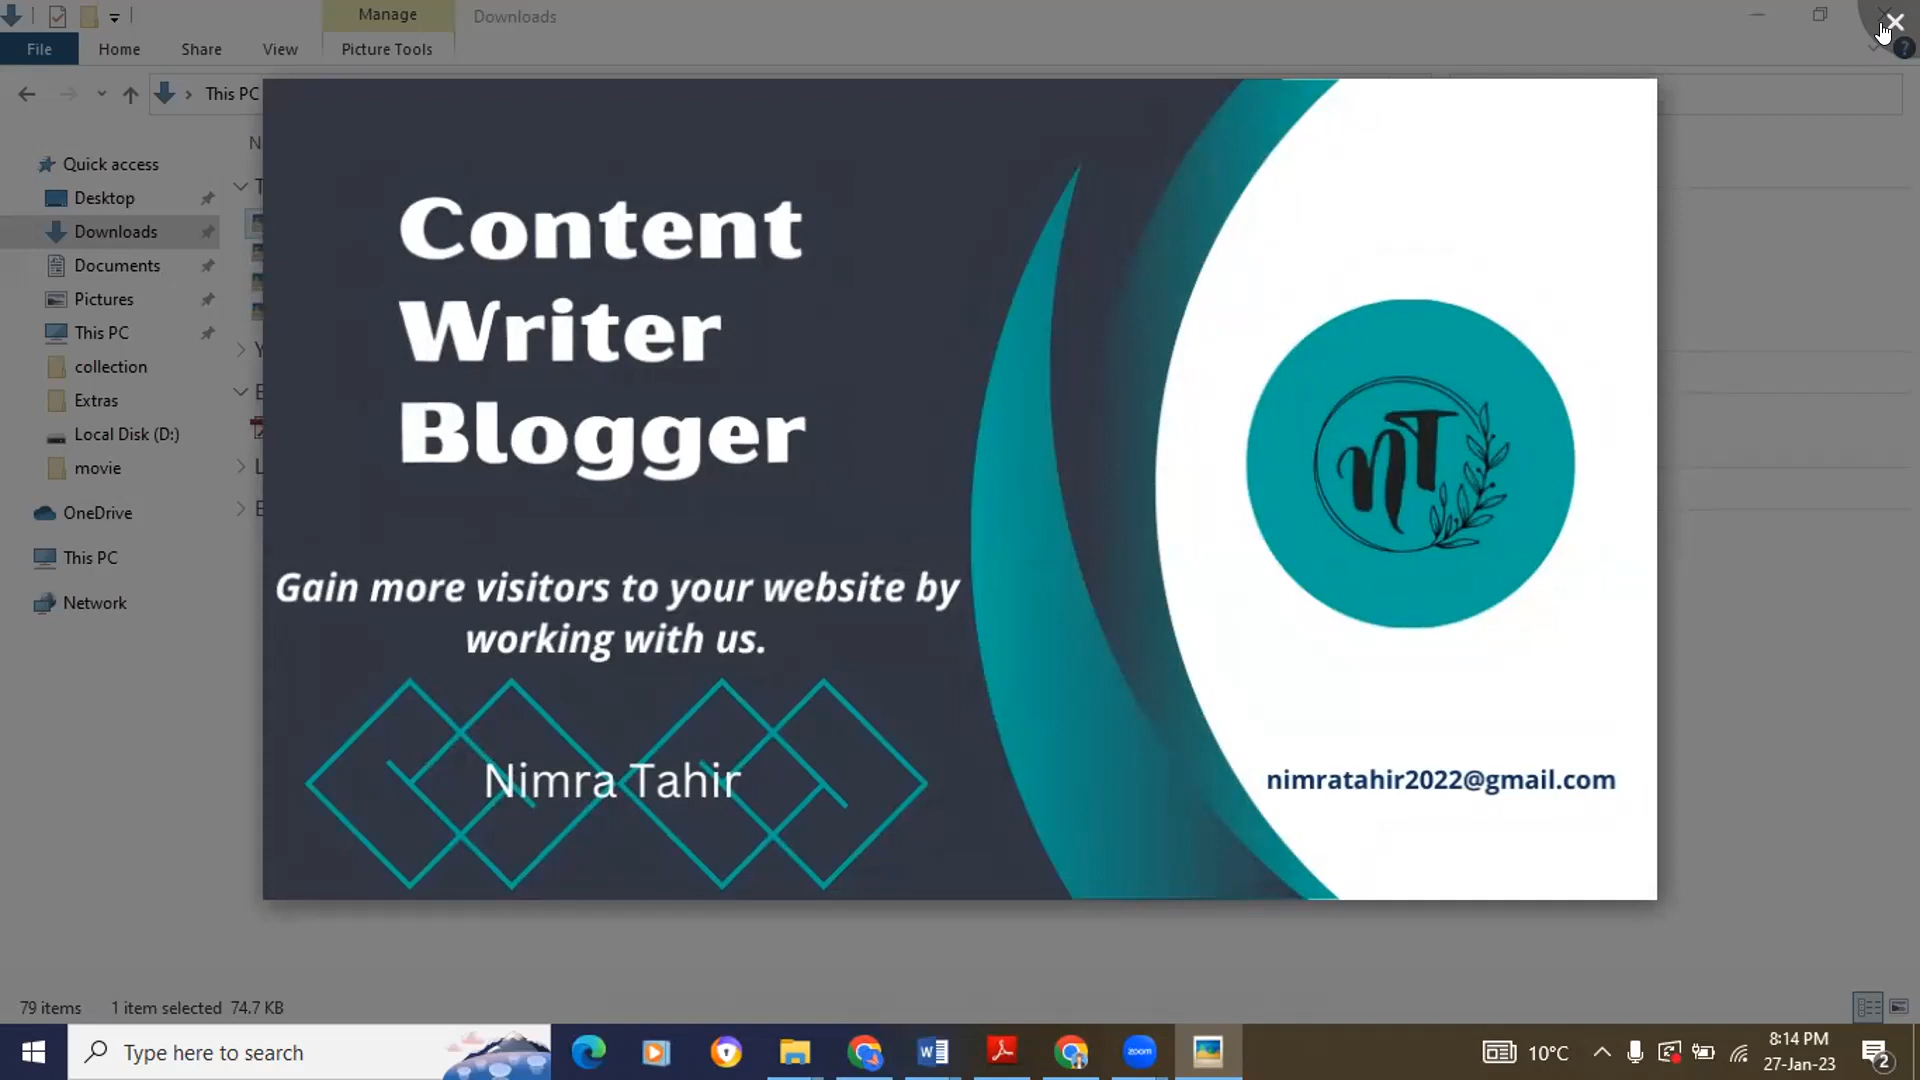 Manage
Downloads
File
Home
Share
View
Picture Tools
This PC
Quick access
Desktop
Downloads
Documents
Pictures
This PC
collection
Extras
Local Disk (D:)
movie
OneDrive
This PC
Network
Content
Writer
Blogger
Gain more visitors to your website by
working with us.
Nimra Tahir
NT
nimratahir2022@gmail.com
79 items
1 item selected 74.7 KB
Type here to search
10°C
8:14 PM
27-Jan-23
2